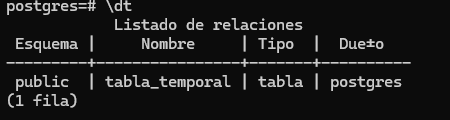 postgres=# \dt
Listado de relaciones
Esquema | Nombre | Tipo | Due±o
---------+----------------+-------+----------
public | tabla_temporal | tabla | postgres
(1 fila)